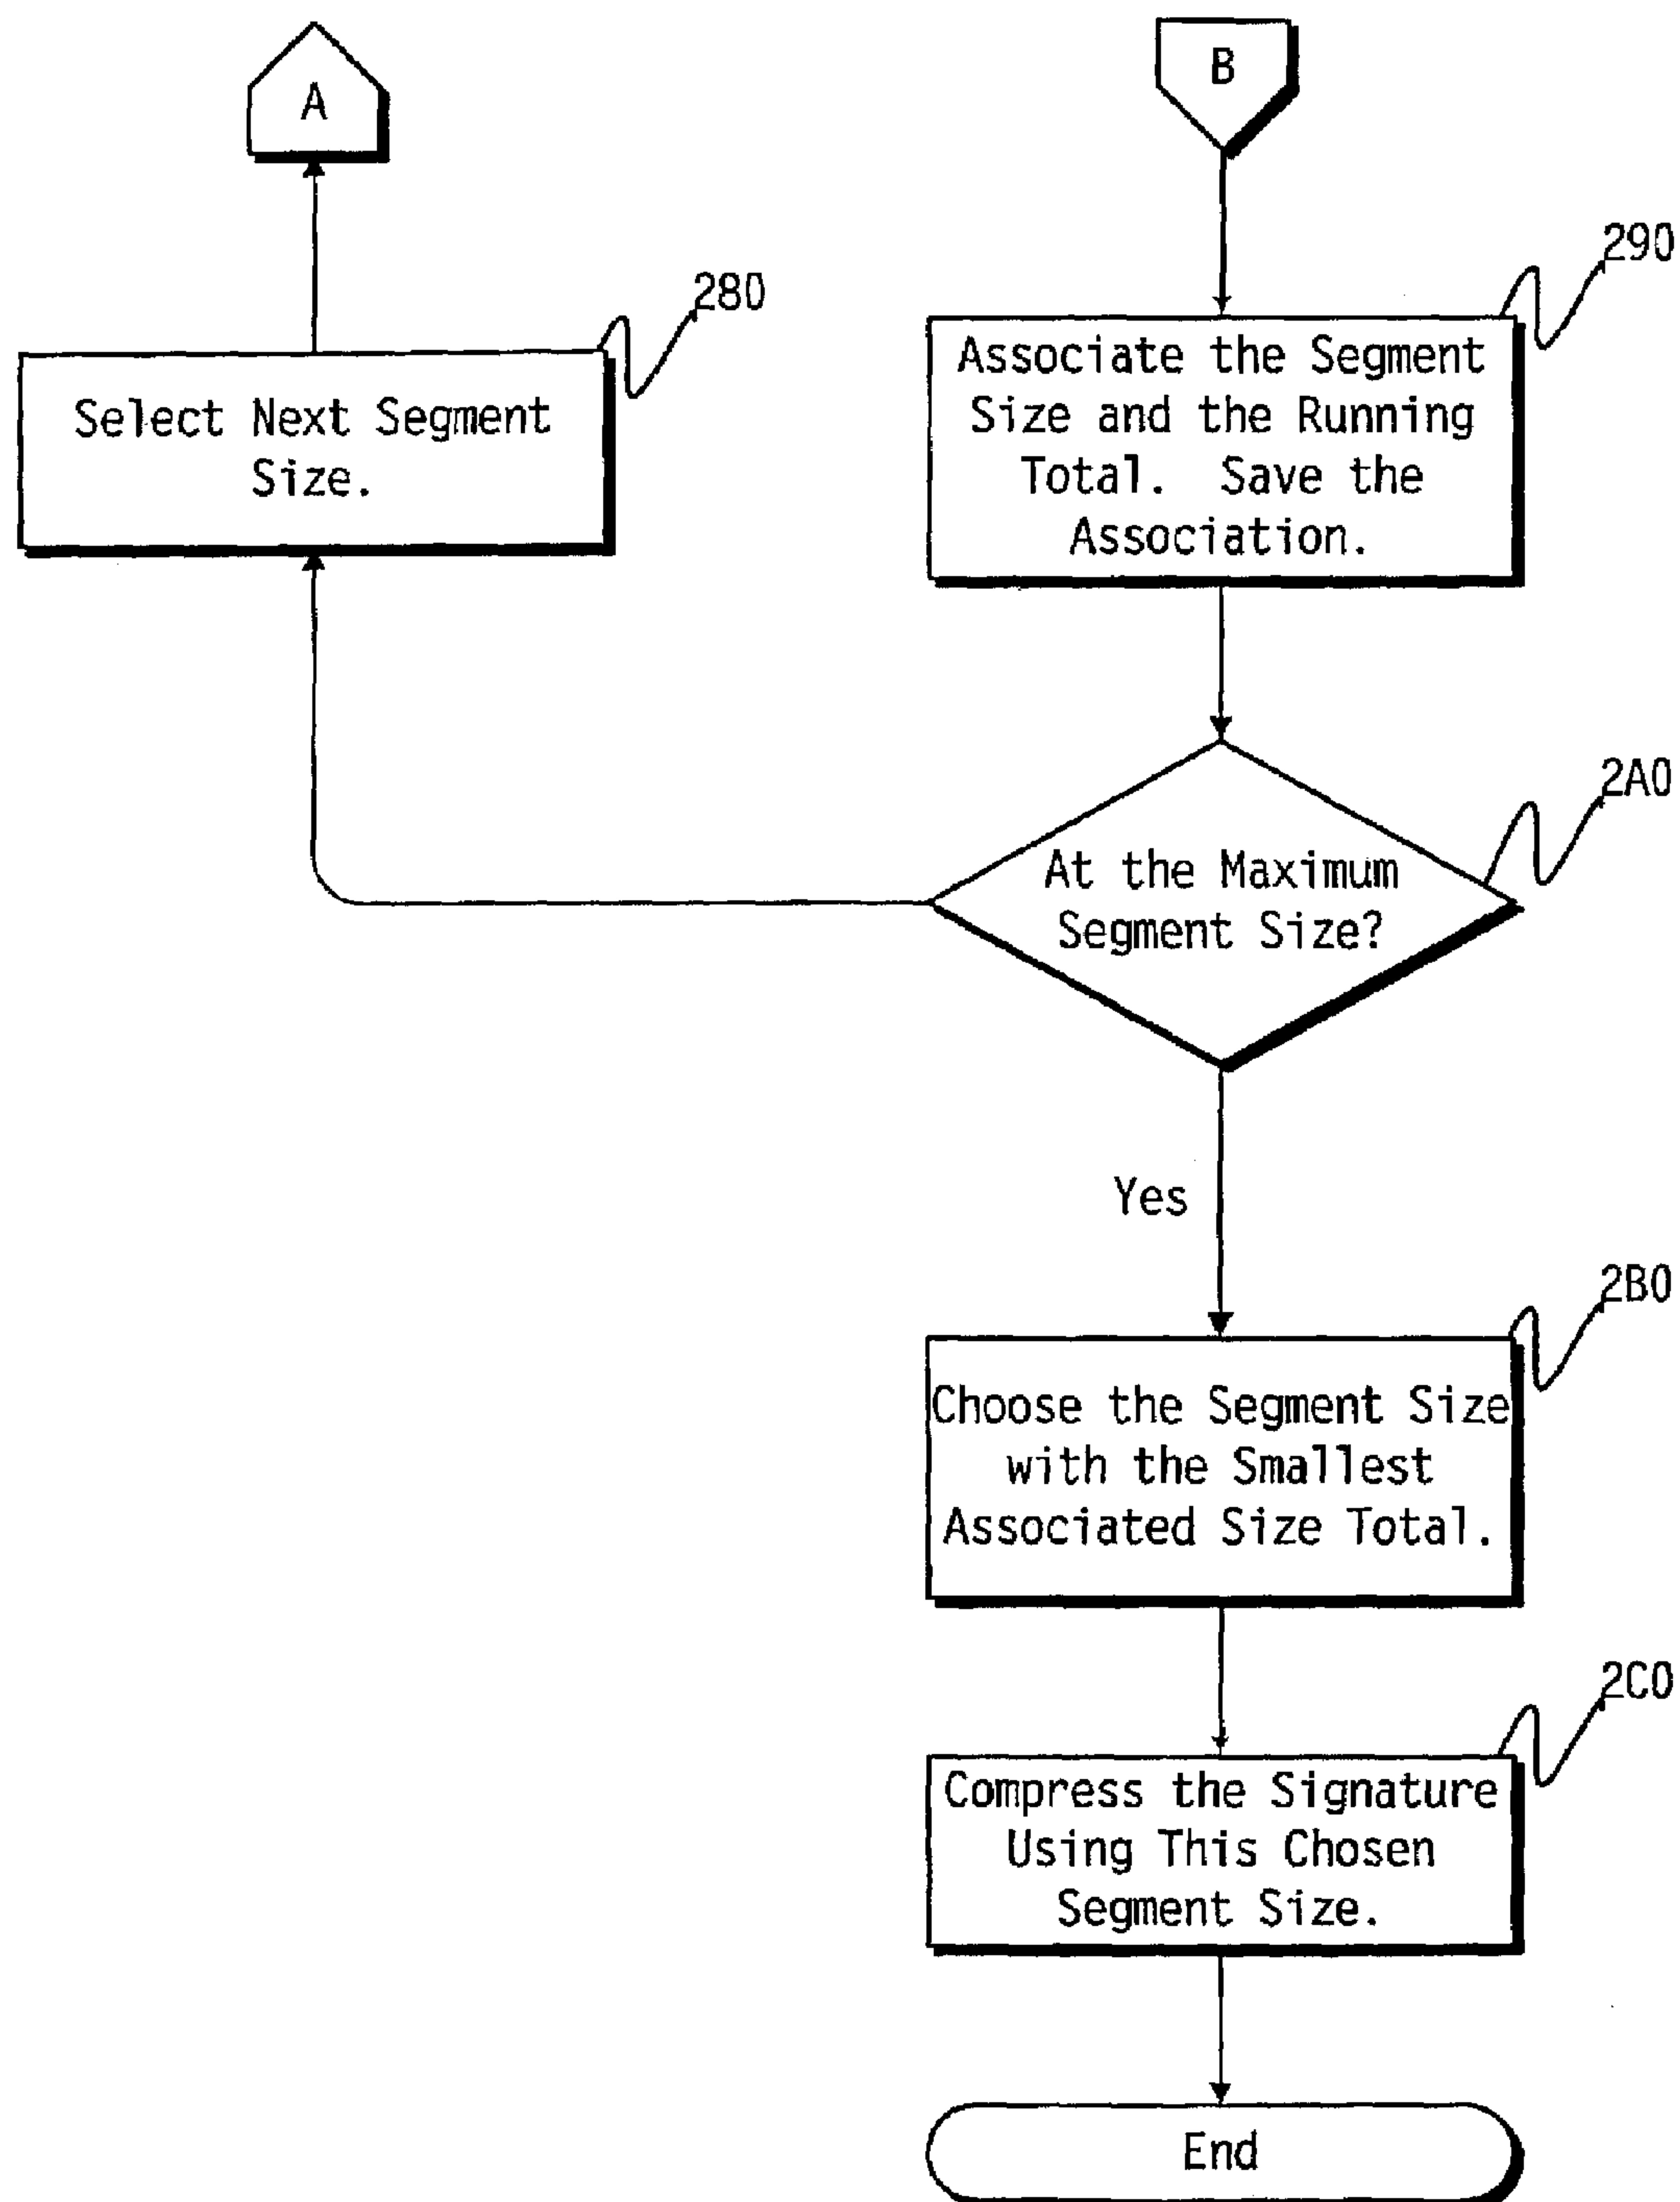 A
B
280
Select Next Segment
Size.
290
Associate the Segment
Size and the Running
Total. Save the
Association.
2A0
At the Maximum
Segment Size?
Yes
2B0
Choose the Segment Size
with the Smallest
Associated Size Total.
2C0
Compress the Signature
Using This Chosen
Segment Size.
End